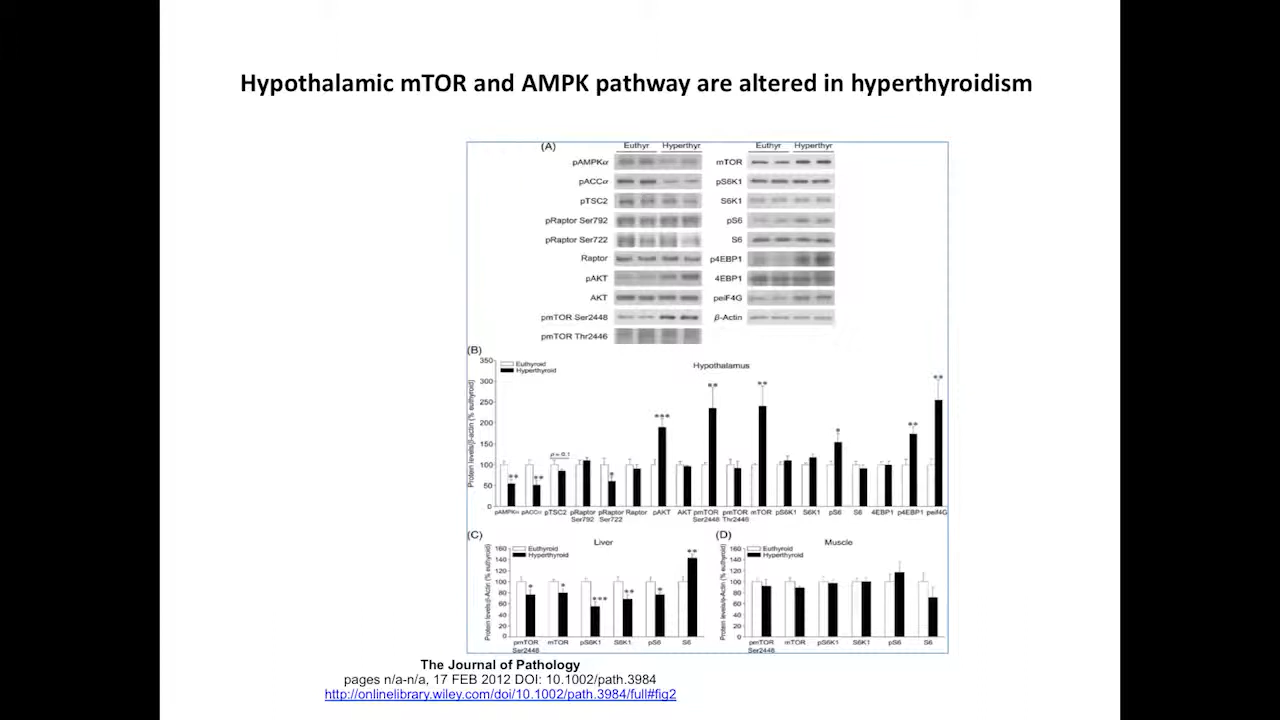 Hypothalamic mTOR and AMPK pathway are altered in hyperthyroidism
(A)
Euthyr Hyperthyr
pAMPKα
pACCα
pTSC2
pRaptor Ser792
pRaptor Ser722
Raptor
pAKT
AKT
pmTOR Ser2448
pmTOR Thr2446
Euthyr Hyperthyr
mTOR
pS6K1
S6K1
pS6
S6
p4EBP1
4EBP1
peiF4G
β-Actin
(B)
Hypothalamus
Euthyroid
Hyperthyroid
Protein levels/β-actin (% euthyroid)
350
300
250
200
150
100
50
0
** ** p = 0.1 * *** ** ** * ** **
pAMPKα pACCα pTSC2 pRaptor Ser792 pRaptor Ser722 Raptor pAKT AKT pmTOR Ser2448 pmTOR Thr2446 mTOR pS6K1 S6K1 pS6 S6 4EBP1 p4EBP1 peiF4G
(C)
Liver
Euthyroid
Hyperthyroid
Protein levels/β-Actin (% euthyroid)
160
140
120
100
80
60
40
20
0
* * *** ** * **
pmTOR Ser2448 mTOR pS6K1 S6K1 pS6 S6
(D)
Muscle
Euthyroid
Hyperthyroid
160
140
120
100
80
60
40
20
0
pmTOR Ser2448 mTOR pS6K1 S6K1 pS6 S6
The Journal of Pathology
pages n/a-n/a, 17 FEB 2012 DOI: 10.1002/path.3984
http://onlinelibrary.wiley.com/doi/10.1002/path.3984/full#fig2